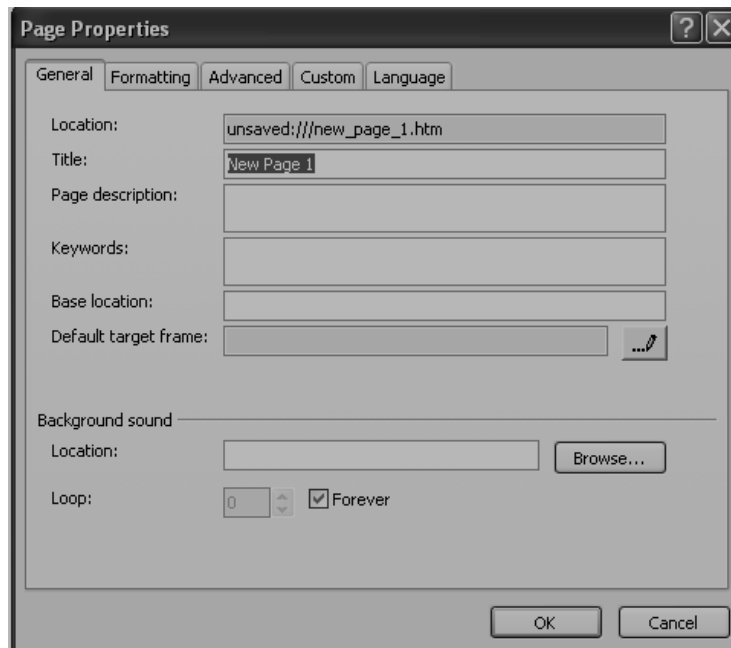 Page Properties
General Formatting Advanced Custom Language
Location: unsaved:///new_page_1.htm
Title: New Page 1
Page description:
Keywords:
Base location:
Default target frame: ...
Background sound
Location: Browse...
Loop: 0 Forever
OK Cancel